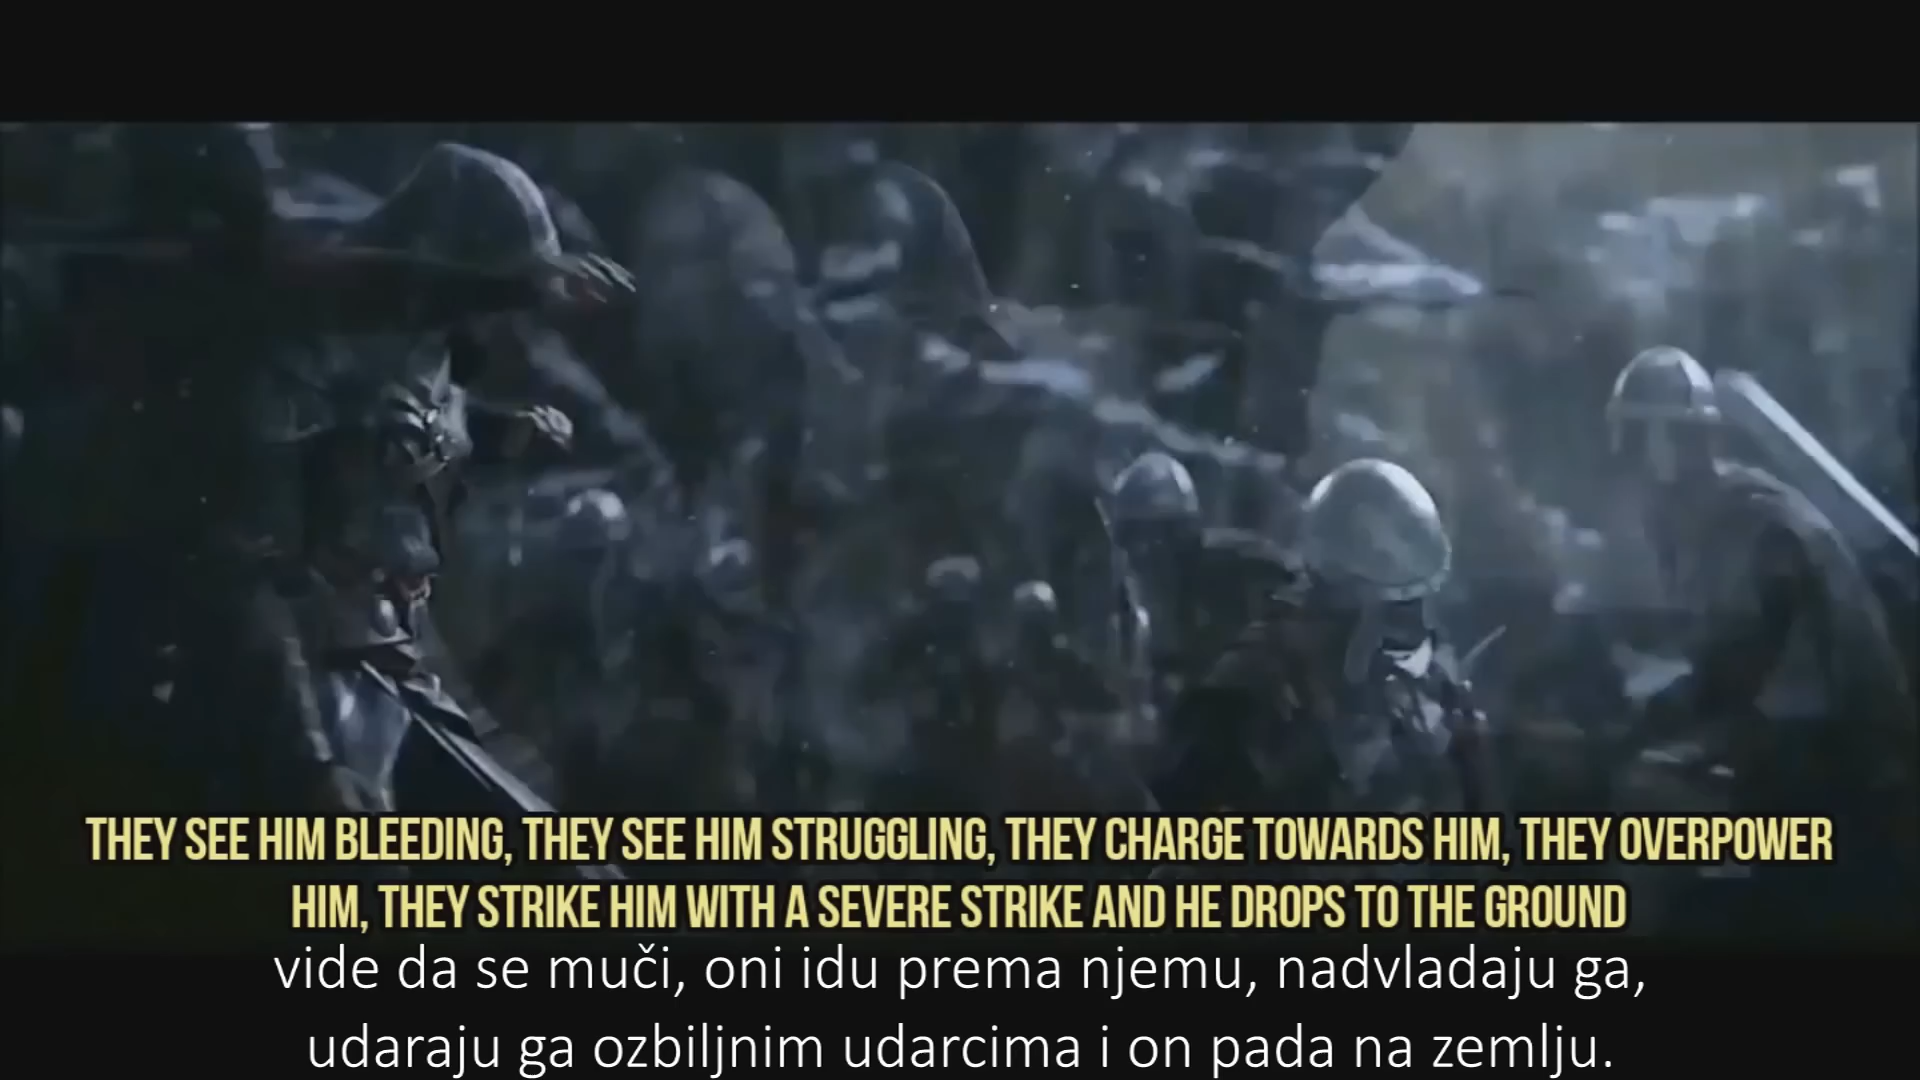 THEY SEE HIM BLEEDING, THEY SEE HIM STRUGGLING, THEY CHARGE TOWARDS HIM, THEY OVERPOWER
HIM, THEY STRIKE HIM WITH A SEVERE STRIKE AND HE DROPS TO THE GROUND
vide da se muči, oni idu prema njemu, nadvladaju ga,
udaraju ga ozbiljnim udarcima i on pada na zemlju.